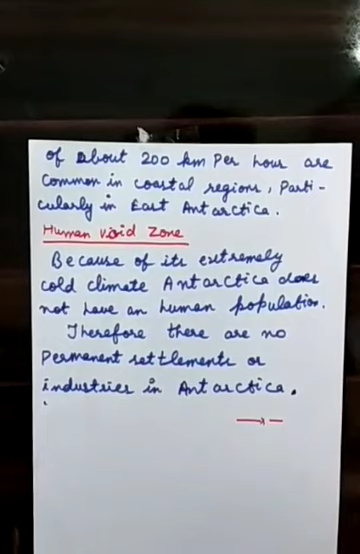 of about 200 km Per hour are
Common in coastal regions, Parti-
cularly in East Antarctica.
Human Void Zone
Because of its extremely
cold climate Antarctica does
not have an human population.
Therefore there are no
Permanent settlements or
industries in Antarctica.